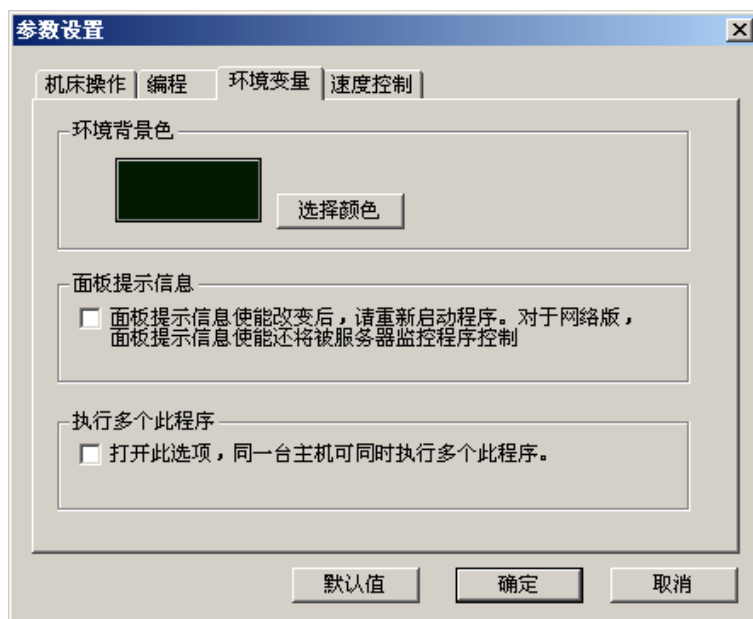 参数设置
机床操作 编程 环境变量 速度控制
环境背景色
选择颜色
面板提示信息
面板提示信息使能改变后，请重新启动程序。对于网络版，
面板提示信息使能还将被服务器监控程序控制
执行多个此程序
打开此选项，同一台主机可同时执行多个此程序。
默认值 确定 取消